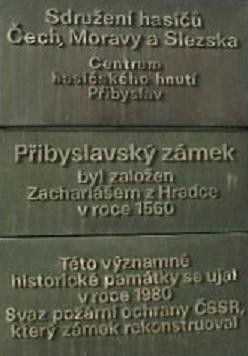 Sdružení hasičů
Čech, Moravy a Slezska
Centrum
hasičského hnutí
Přibyslav
Přibyslavský zámek
byl založen
Zachariášem z Hradce
v roce 1560
Této významné
historické památky se ujal
v roce 1980
Svaz požární ochrany ČSSR,
který zámek rekonstruoval